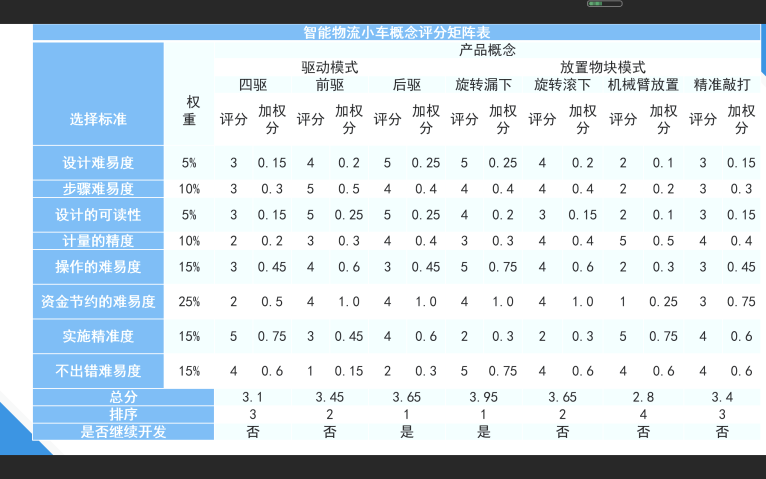 智能物流小车概念评分矩阵表
产品概念
驱动模式 放置物块模式
四驱 前驱 后驱 旋转漏下 旋转滚下 机械臂放置 精准敲打
选择标准 权重 评分 加权分 评分 加权分 评分 加权分 评分 加权分 评分 加权分 评分 加权分 评分 加权分
设计难易度 5% 3 0.15 4 0.2 5 0.25 5 0.25 4 0.2 2 0.1 3 0.15
步骤难易度 10% 3 0.3 5 0.5 4 0.4 4 0.4 4 0.4 2 0.2 3 0.3
设计的可读性 5% 3 0.15 5 0.25 5 0.25 4 0.2 3 0.15 2 0.1 3 0.15
计量的精度 10% 2 0.2 3 0.3 4 0.4 3 0.3 4 0.4 5 0.5 4 0.4
操作的难易度 15% 3 0.45 4 0.6 3 0.45 5 0.75 4 0.6 2 0.3 3 0.45
资金节约的难易度 25% 2 0.5 4 1.0 4 1.0 4 1.0 4 1.0 1 0.25 3 0.75
实施精准度 15% 5 0.75 3 0.45 4 0.6 2 0.3 2 0.3 5 0.75 4 0.6
不出错难易度 15% 4 0.6 1 0.15 2 0.3 5 0.75 4 0.6 4 0.6 4 0.6
总分 3.1 3.45 3.65 3.95 3.65 2.8 3.4
排序 3 2 1 1 2 4 3
是否继续开发 否 否 是 是 否 否 否